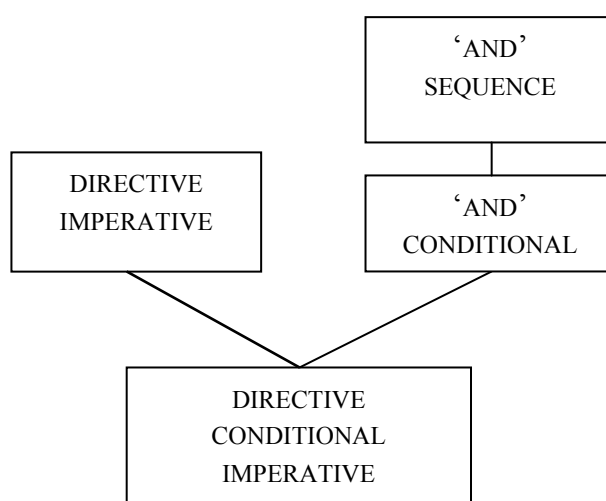 ‘AND’
SEQUENCE
DIRECTIVE
IMPERATIVE
‘AND’
CONDITIONAL
DIRECTIVE
CONDITIONAL
IMPERATIVE